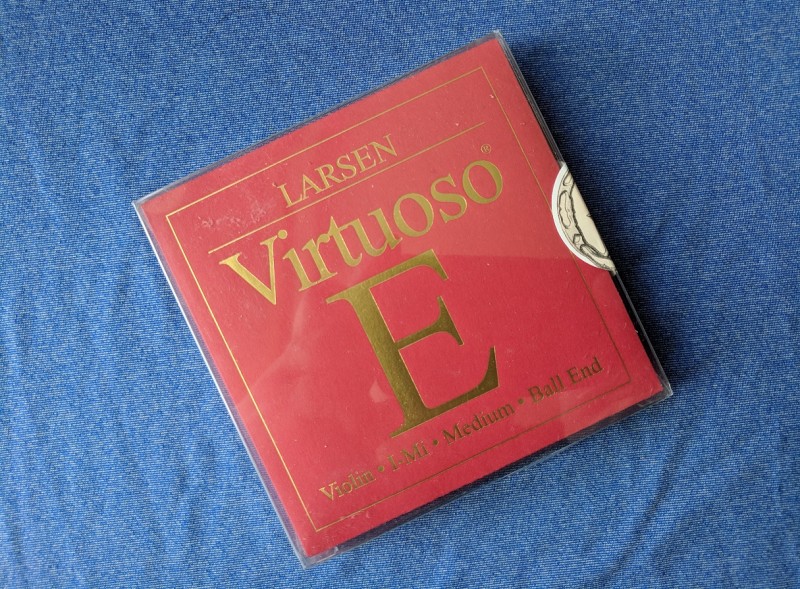 LARSEN
Virtuoso®
E
Violin • I-Mi • Medium • Ball End